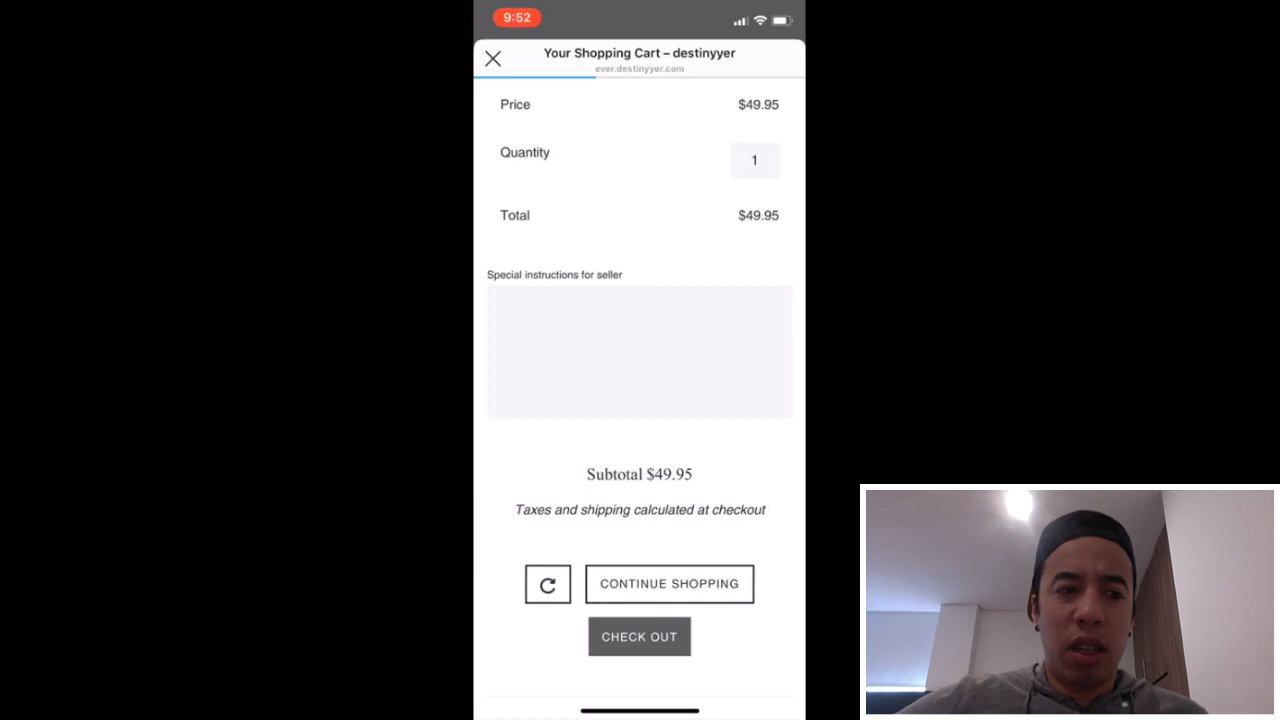 9:52
Your Shopping Cart – destinyyer
ever.destinyyer.com
Price $49.95
Quantity 1
Total $49.95
Special instructions for seller
Subtotal $49.95
Taxes and shipping calculated at checkout
CONTINUE SHOPPING
CHECK OUT